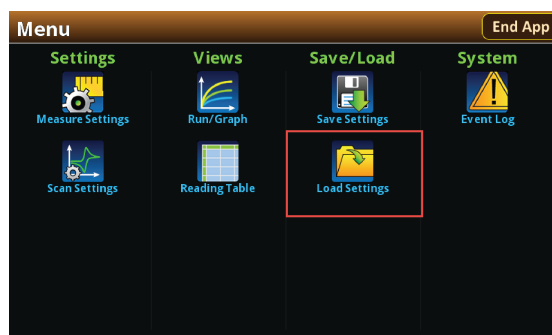 Menu
End App
Settings
Views
Save/Load
System
Measure Settings
Run/Graph
Save Settings
Event Log
Scan Settings
Reading Table
Load Settings